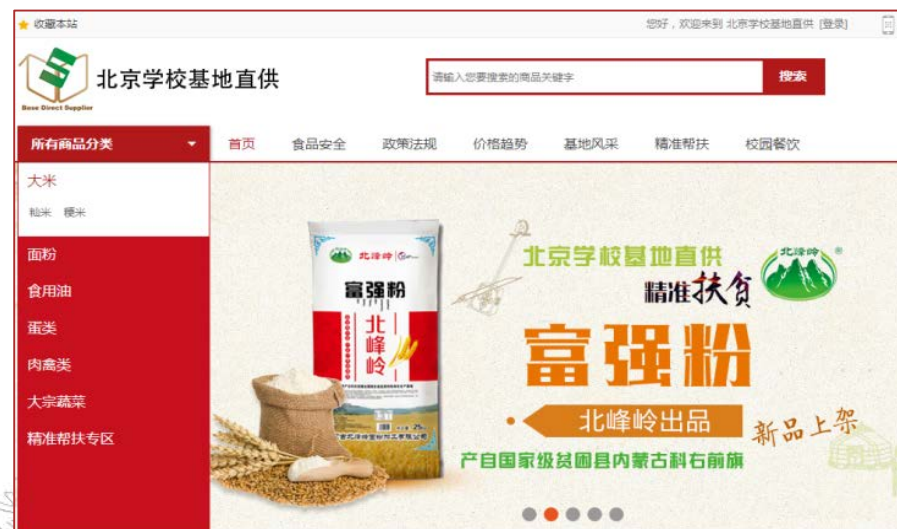 收藏本站
您好，欢迎来到 北京学校基地直供 [登录]
Base Direct Supplier
北京学校基地直供
请输入您要搜索的商品关键字
搜索
所有商品分类
首页 食品安全 政策法规 价格趋势 基地风采 精准帮扶 校园餐饮
大米
籼米 粳米
面粉
食用油
蛋类
肉禽类
大宗蔬菜
精准帮扶专区
北峰岭
富强粉
北峰岭
25
北京学校基地直供
精准扶贫
北峰岭
富强粉
北峰岭出品
新品上架
产自国家级贫困县内蒙古科右前旗